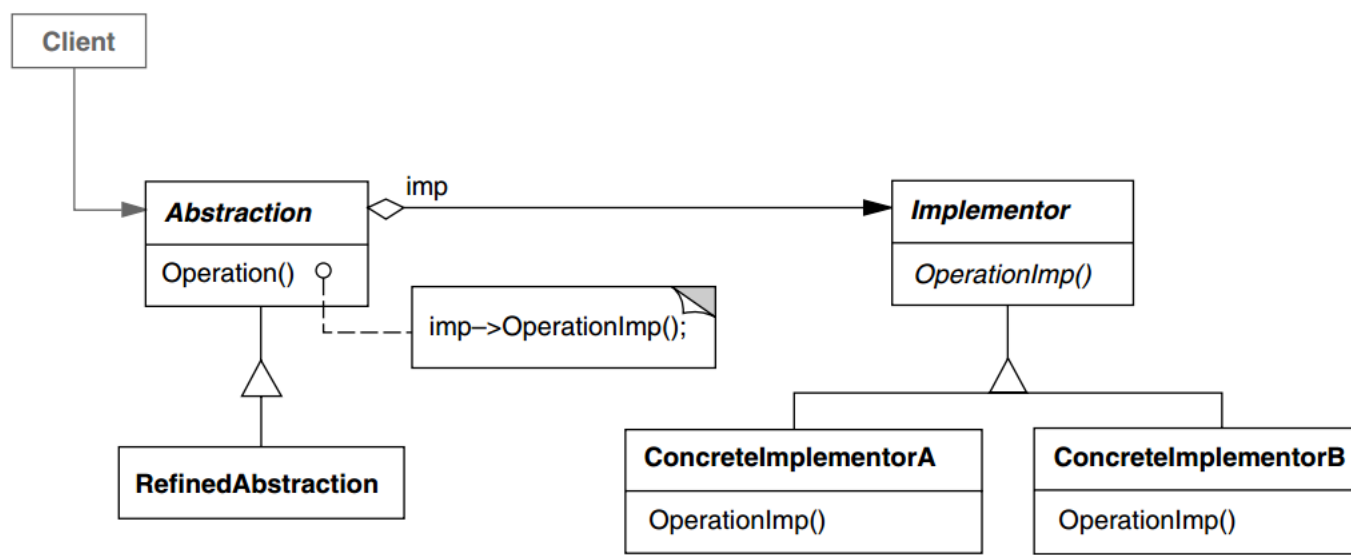 Client
imp
Abstraction
Implementor
Operation()
OperationImp()
imp–>OperationImp();
RefinedAbstraction
ConcreteImplementorA
ConcreteImplementorB
OperationImp()
OperationImp()